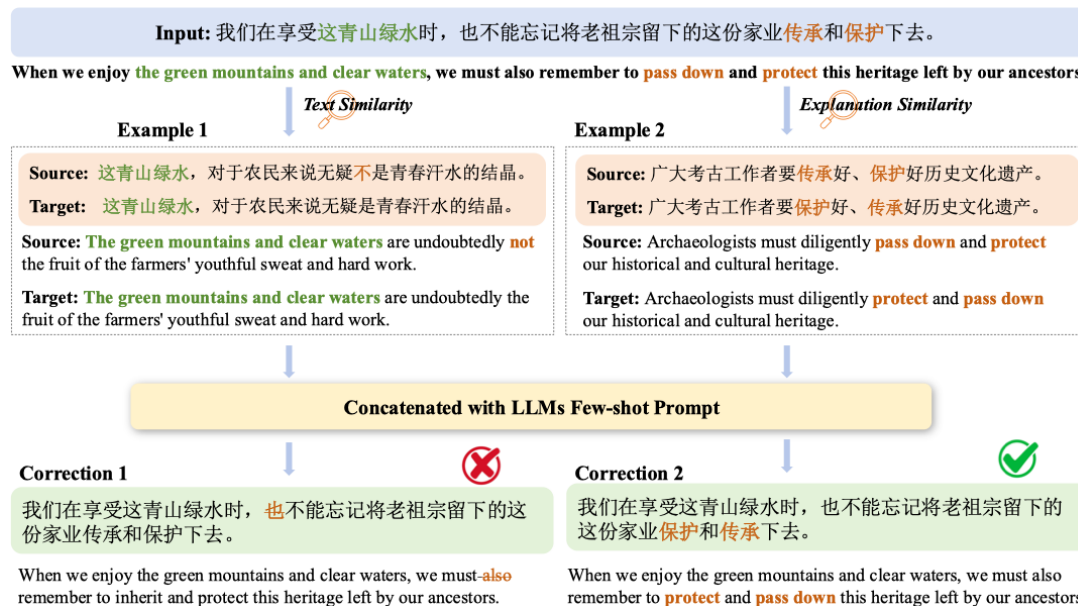 Input: 我们在享受这青山绿水时，也不能忘记将老祖宗留下的这份家业传承和保护下去。
When we enjoy the green mountains and clear waters, we must also remember to pass down and protect this heritage left by our ancestors
Text Similarity
Explanation Similarity
Example 1
Source: 这青山绿水，对于农民来说无疑不是青春汗水的结晶。
Target: 这青山绿水，对于农民来说无疑是青春汗水的结晶。
Source: The green mountains and clear waters are undoubtedly not
the fruit of the farmers' youthful sweat and hard work.
Target: The green mountains and clear waters are undoubtedly the
fruit of the farmers' youthful sweat and hard work.
Example 2
Source: 广大考古工作者要传承好、保护好历史文化遗产。
Target: 广大考古工作者要保护好、传承好历史文化遗产。
Source: Archaeologists must diligently pass down and protect
our historical and cultural heritage.
Target: Archaeologists must diligently protect and pass down
our historical and cultural heritage.
Concatenated with LLMs Few-shot Prompt
Correction 1
我们在享受这青山绿水时，也不能忘记将老祖宗留下的这
份家业传承和保护下去。
When we enjoy the green mountains and clear waters, we must also
remember to inherit and protect this heritage left by our ancestors.
Correction 2
我们在享受这青山绿水时，也不能忘记将老祖宗留下的
这份家业保护和传承下去。
When we enjoy the green mountains and clear waters, we must also
remember to protect and pass down this heritage left by our ancestors